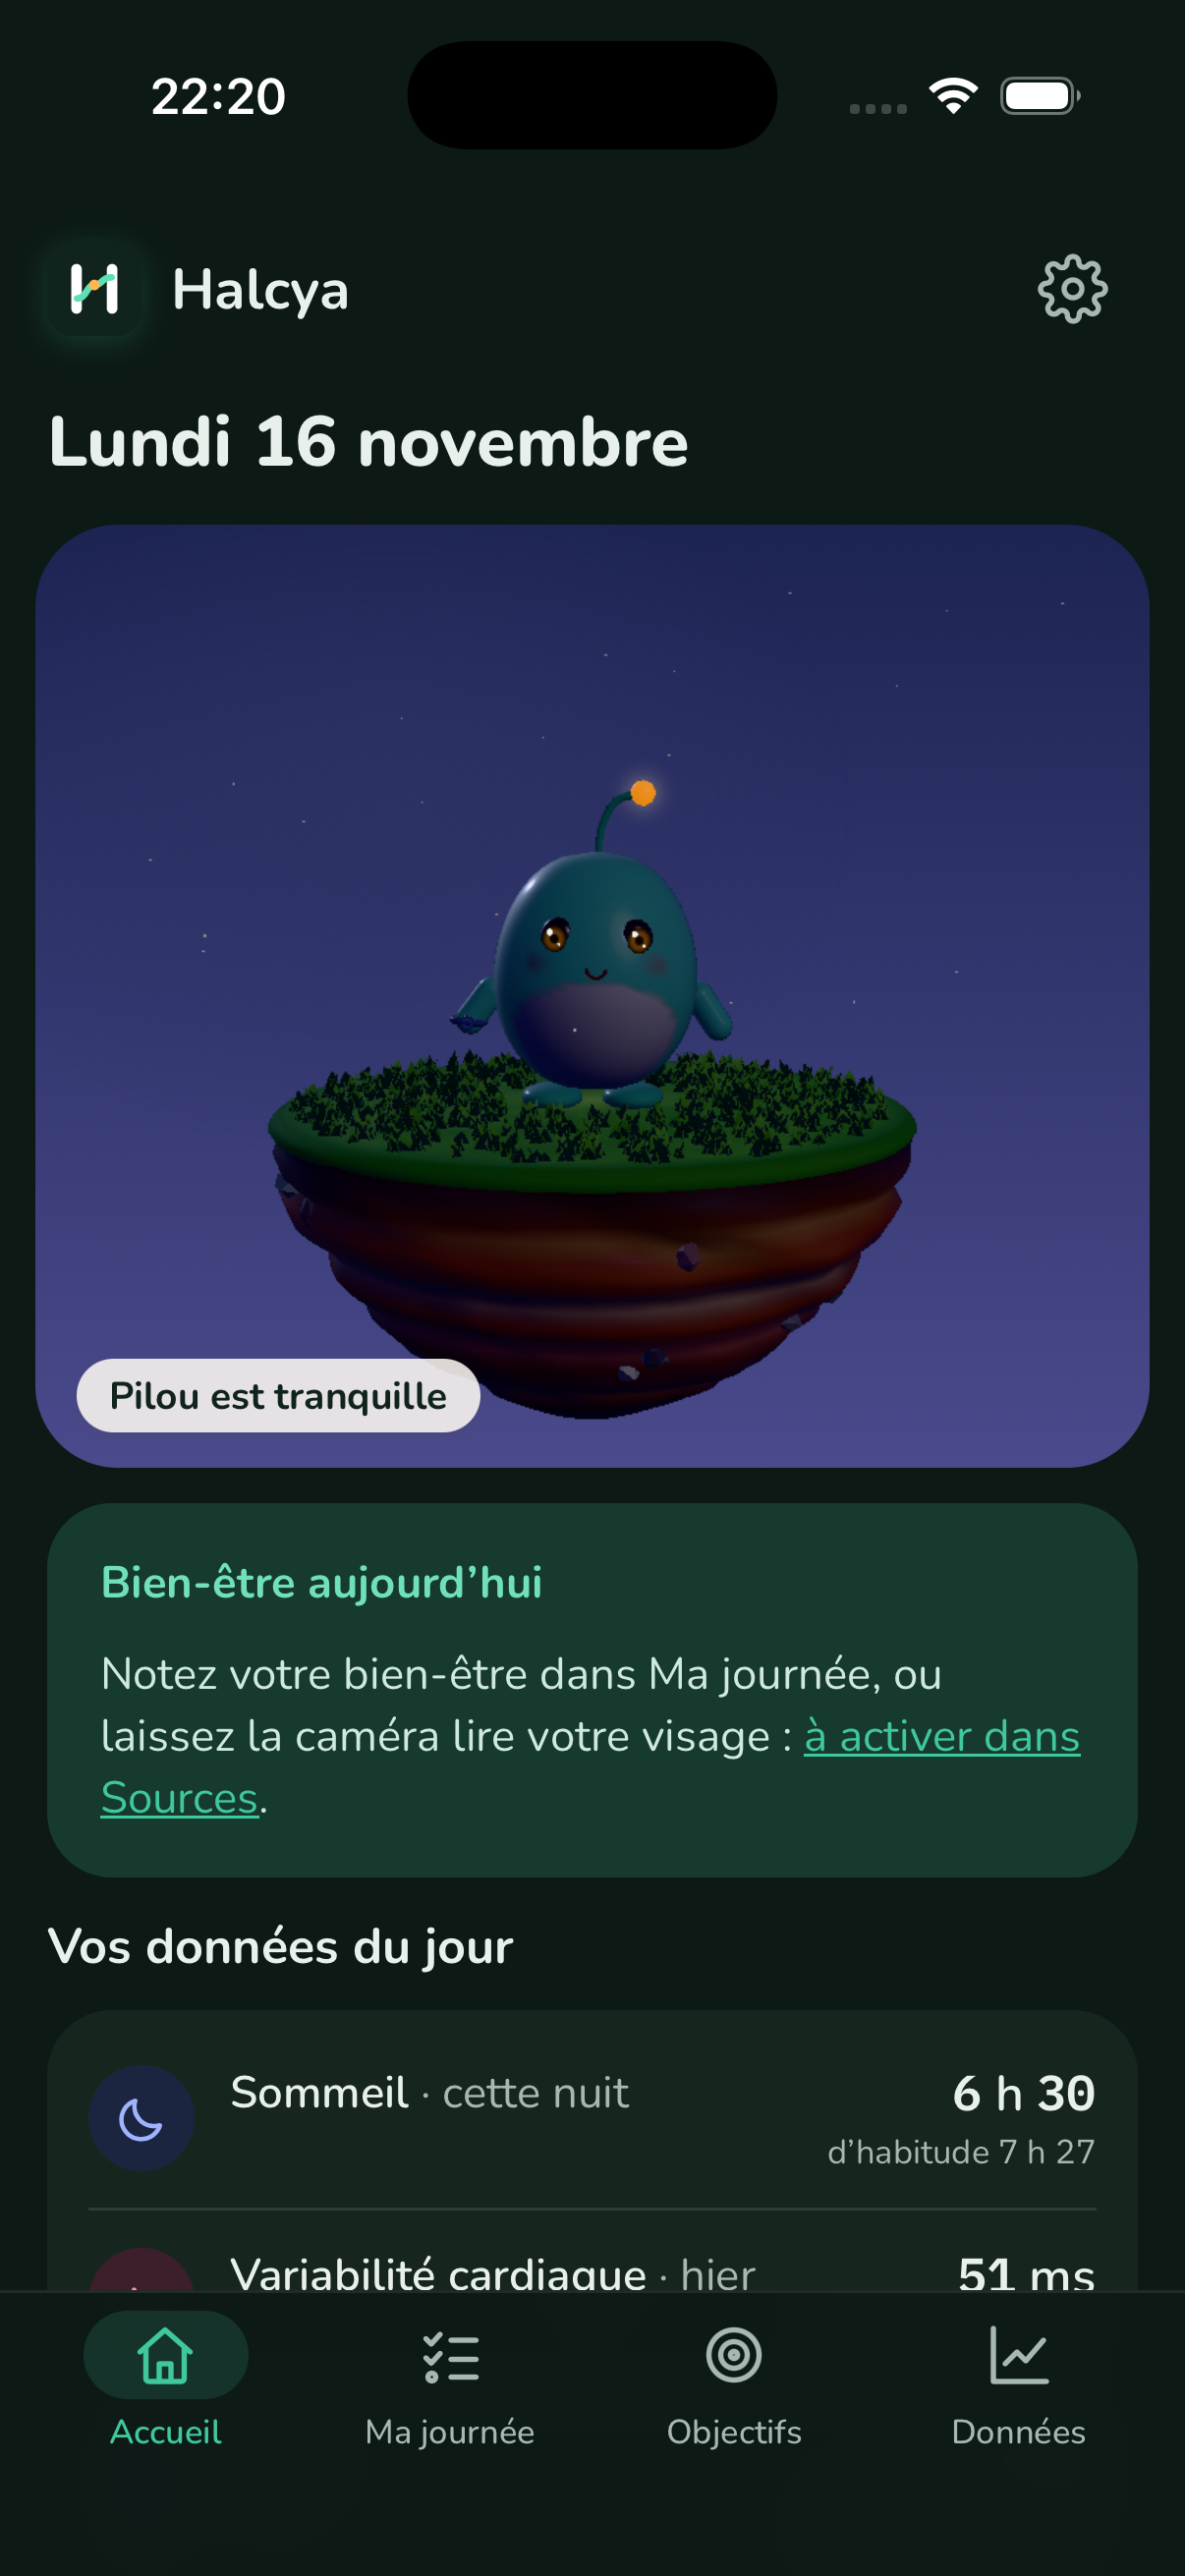 22:20
Halcya
Lundi 16 novembre
Pilou est tranquille
Bien-être aujourd’hui
Notez votre bien-être dans Ma journée, ou
laissez la caméra lire votre visage : à activer dans
Sources.
Vos données du jour
Sommeil · cette nuit
6 h 30
d’habitude 7 h 27
Variabilité cardiaque · hier
51 ms
Accueil
Ma journée
Objectifs
Données